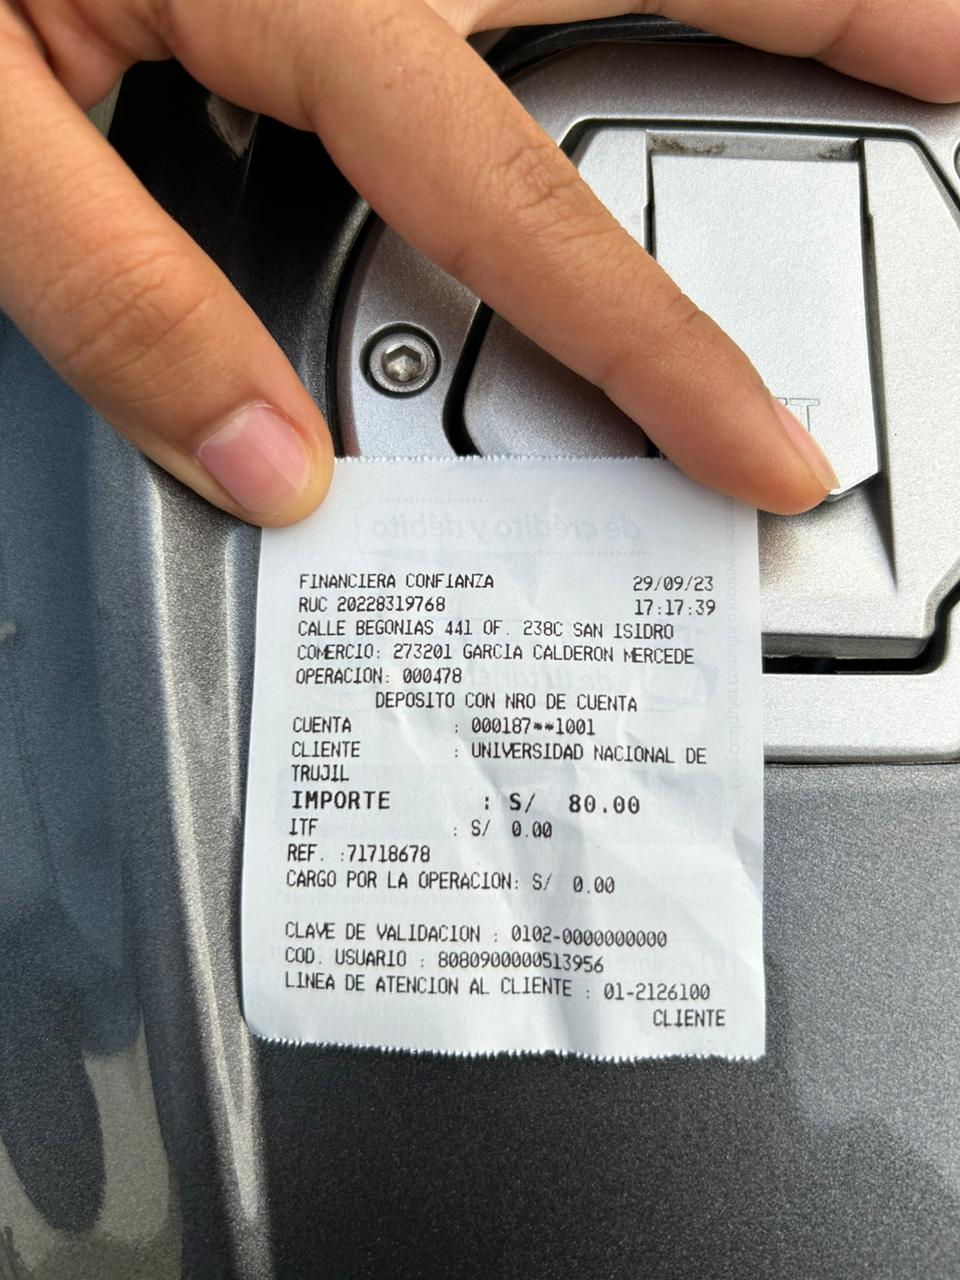 FINANCIERA CONFIANZA 29/09/23
RUC 20228319768 17:17:39
CALLE BEGONIAS 441 OF. 238C SAN ISIDRO
COMERCIO: 273201 GARCIA CALDERON MERCEDE
OPERACION: 000478
DEPOSITO CON NRO DE CUENTA
CUENTA : 000187**1001
CLIENTE : UNIVERSIDAD NACIONAL DE
TRUJIL
IMPORTE : S/ 80.00
ITF : S/ 0.00
REF. :71718678
CARGO POR LA OPERACION: S/ 0.00
CLAVE DE VALIDACION : 0102-0000000000
COD. USUARIO : 8080900000513956
LINEA DE ATENCION AL CLIENTE : 01-2126100
CLIENTE